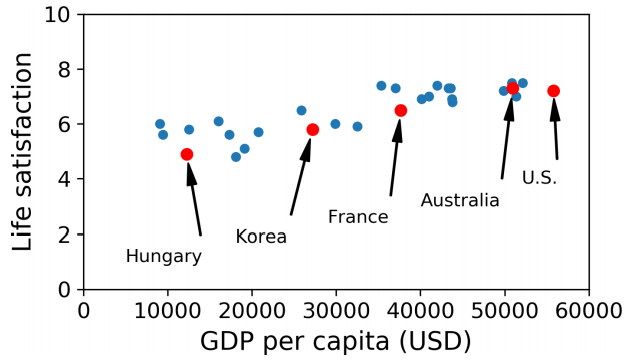 10
8
6
4
2
0
Life satisfaction
Hungary
Korea
France
Australia
U.S.
0 10000 20000 30000 40000 50000 60000
GDP per capita (USD)